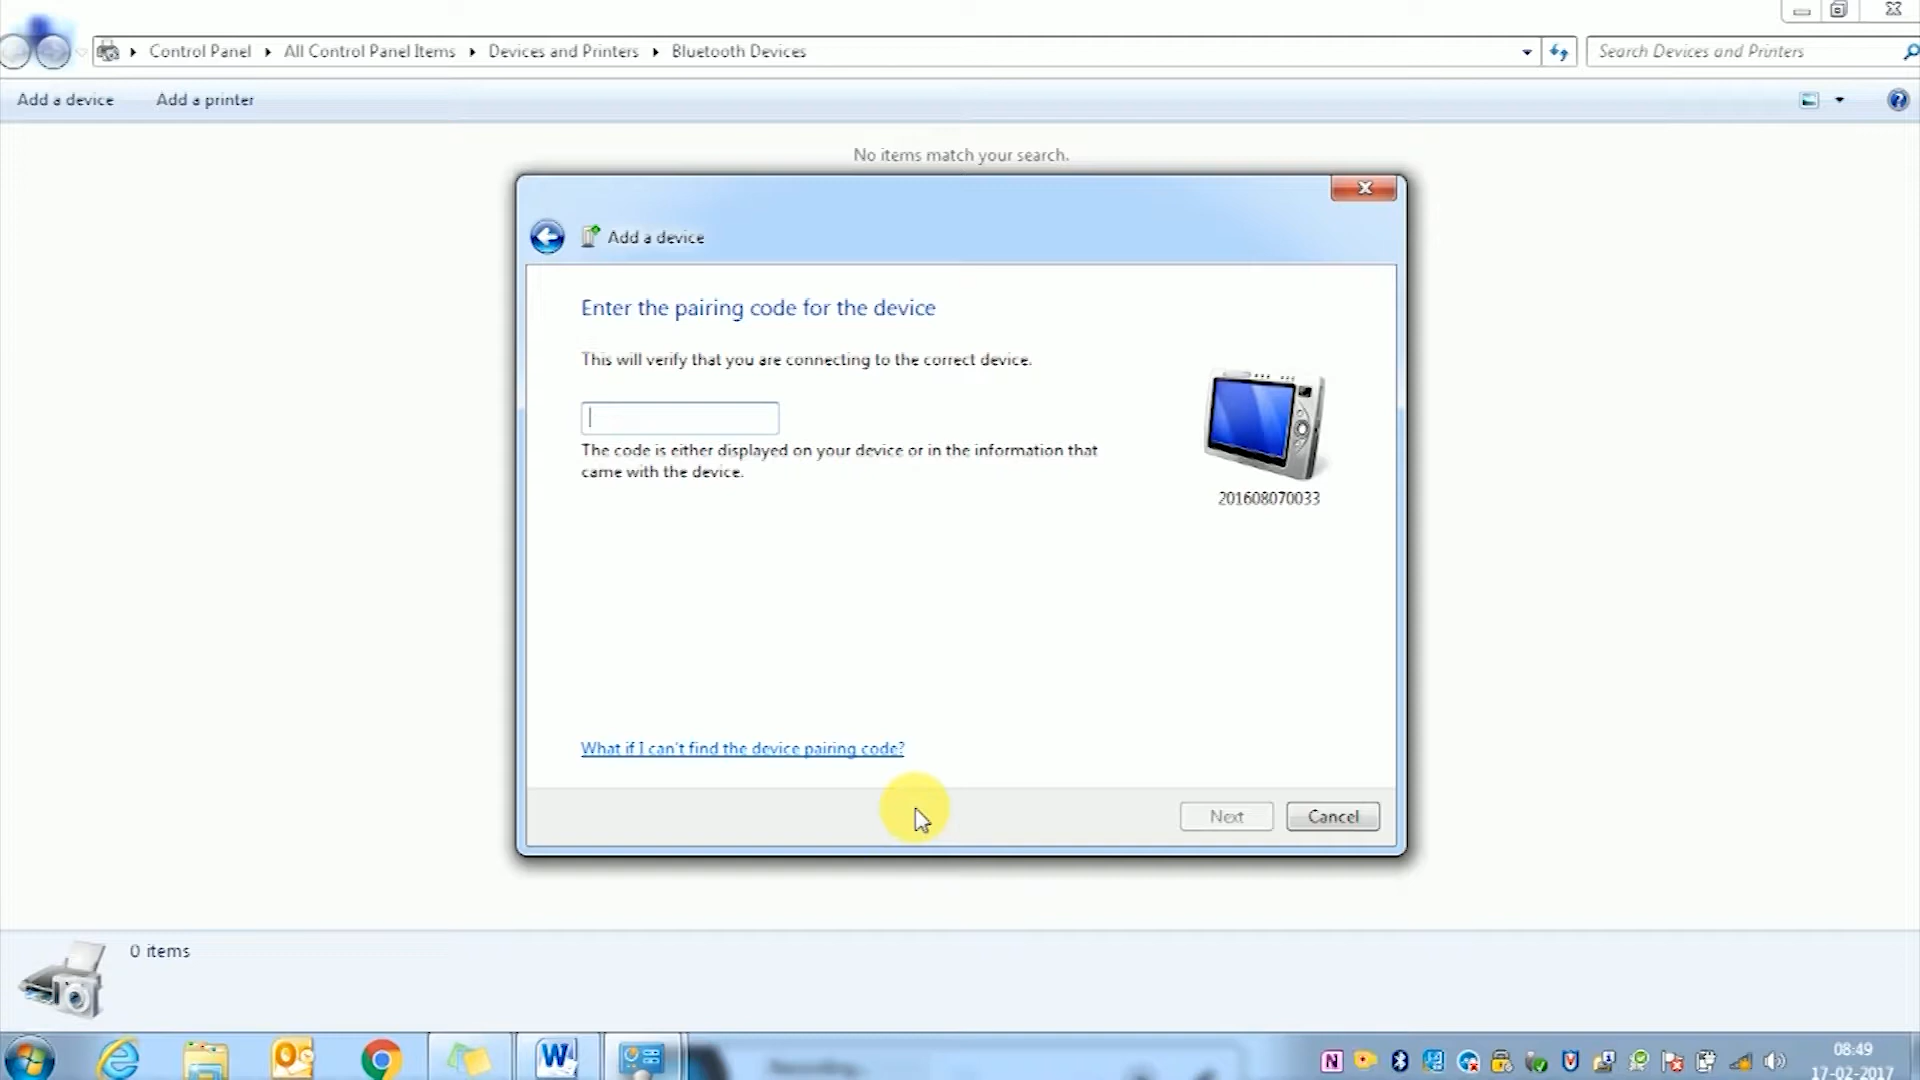 Control Panel All Control Panel Items Devices and Printers Bluetooth Devices
Search Devices and Printers
Add a device Add a printer
No items match your search.
Add a device
Enter the pairing code for the device
This will verify that you are connecting to the correct device.
The code is either displayed on your device or in the information that
came with the device.
201608070033
What if I can't find the device pairing code?
Next Cancel
0 items
08:49
17-02-2017